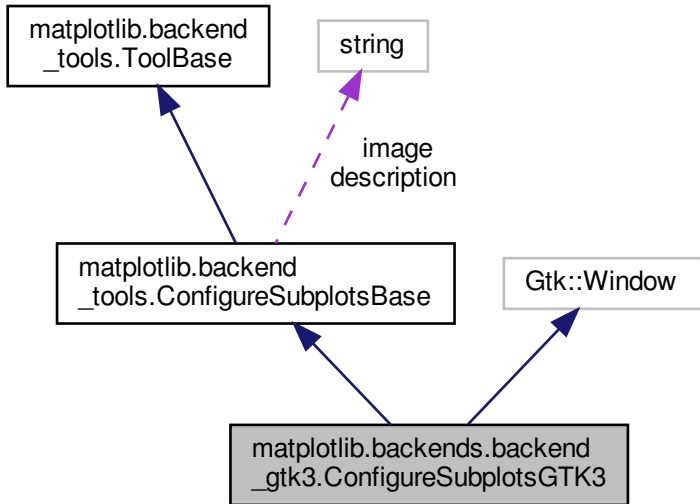 matplotlib.backend
_tools.ToolBase
string
image
description
matplotlib.backend
_tools.ConfigureSubplotsBase
Gtk::Window
matplotlib.backends.backend
_gtk3.ConfigureSubplotsGTK3